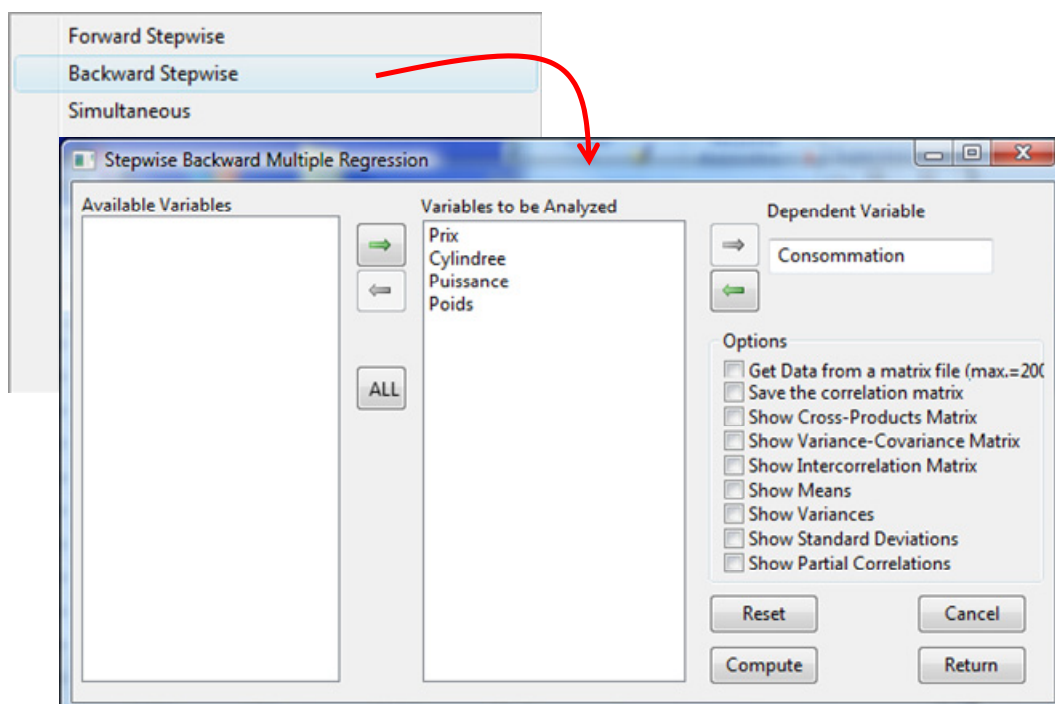 Forward Stepwise
Backward Stepwise
Simultaneous
Stepwise Backward Multiple Regression
Available Variables
Variables to be Analyzed
Prix
Cylindree
Puissance
Poids
ALL
Dependent Variable
Consommation
Options
Get Data from a matrix file (max.=200
Save the correlation matrix
Show Cross-Products Matrix
Show Variance-Covariance Matrix
Show Intercorrelation Matrix
Show Means
Show Variances
Show Standard Deviations
Show Partial Correlations
Reset
Cancel
Compute
Return